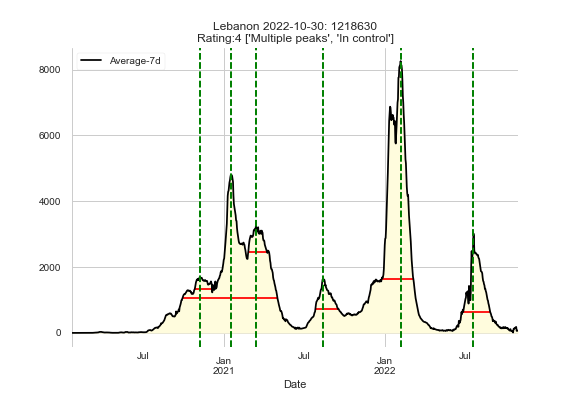 Lebanon 2022-10-30: 1218630
Rating:4 ['Multiple peaks', 'In control']
Average-7d
8000
6000
4000
2000
0
Jul
Jan
2021
Jul
Jan
2022
Jul
Date